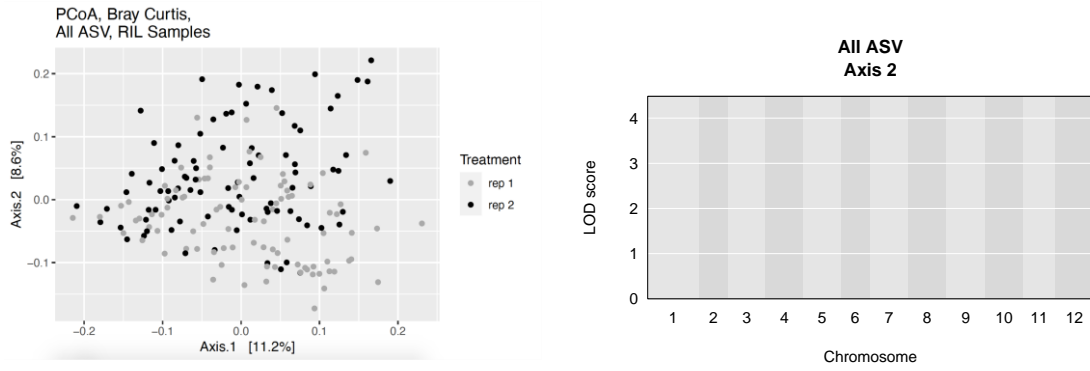 PCoA, Bray Curtis,
All ASV, RIL Samples
Axis.2 [8.6%]
0.2
0.1
0.0
−0.1
−0.2 −0.1 0.0 0.1 0.2
Axis.1 [11.2%]
Treatment
rep 1
rep 2
All ASV
Axis 2
LOD score
4
3
2
1
0
1 2 3 4 5 6 7 8 9 10 11 12
Chromosome